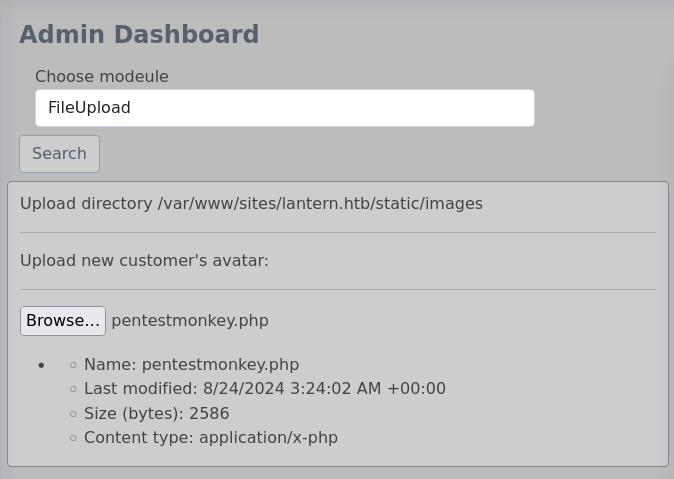 Admin Dashboard
Choose modeule
FileUpload
Search
Upload directory /var/www/sites/lantern.htb/static/images
Upload new customer's avatar:
Browse... pentestmonkey.php
Name: pentestmonkey.php
Last modified: 8/24/2024 3:24:02 AM +00:00
Size (bytes): 2586
Content type: application/x-php